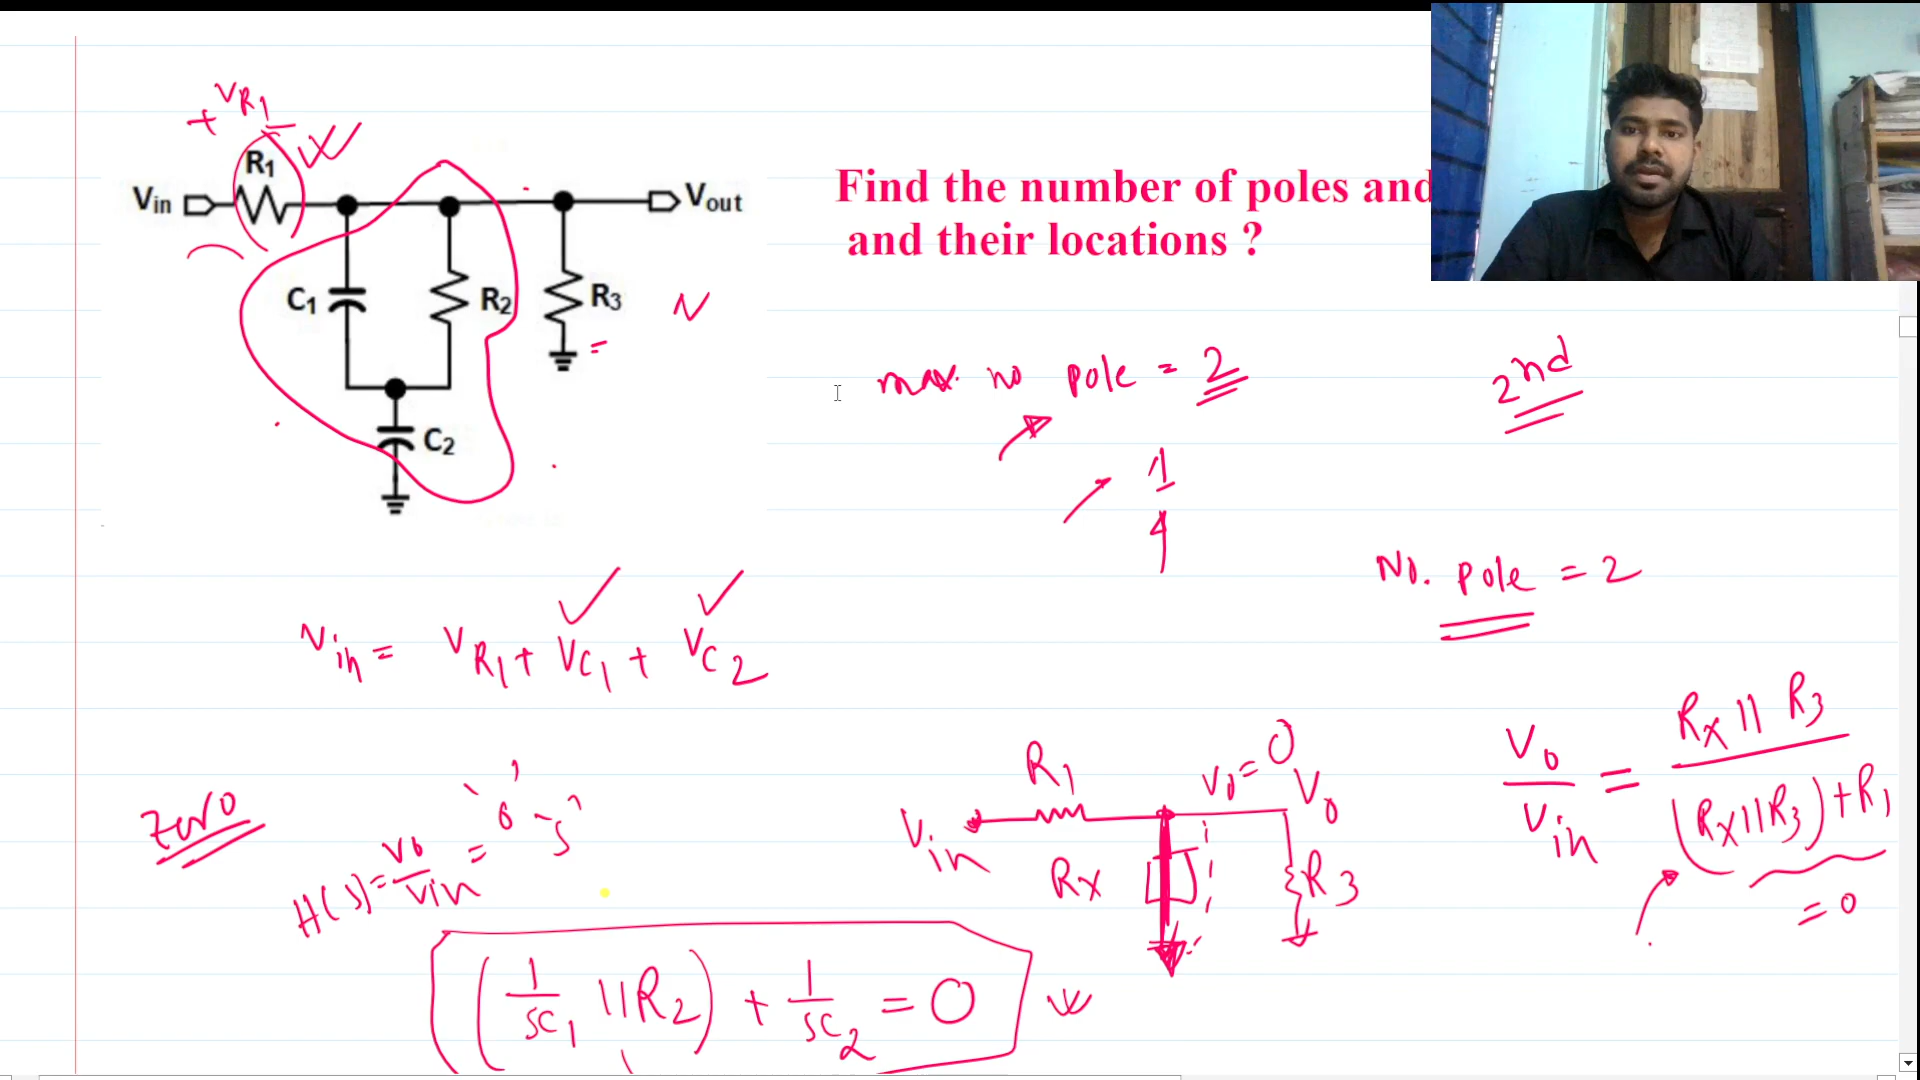 + VR1 -
R1
Vin
Vout
C1
R2
R3
C2
Find the number of poles and
and their locations ?
max. no pole = 2
2nd
1
No. pole = 2
Vin = VR1 + VC1 + VC2
Zero
H(s) = Vo/Vin = '0' 's'
R1
Vo = 0
Vo
Vin
Rx
R3
Vo/Vin = Rx || R3 / (Rx || R3) + R1
= 0
(1/sC1 || R2) + 1/sC2 = 0